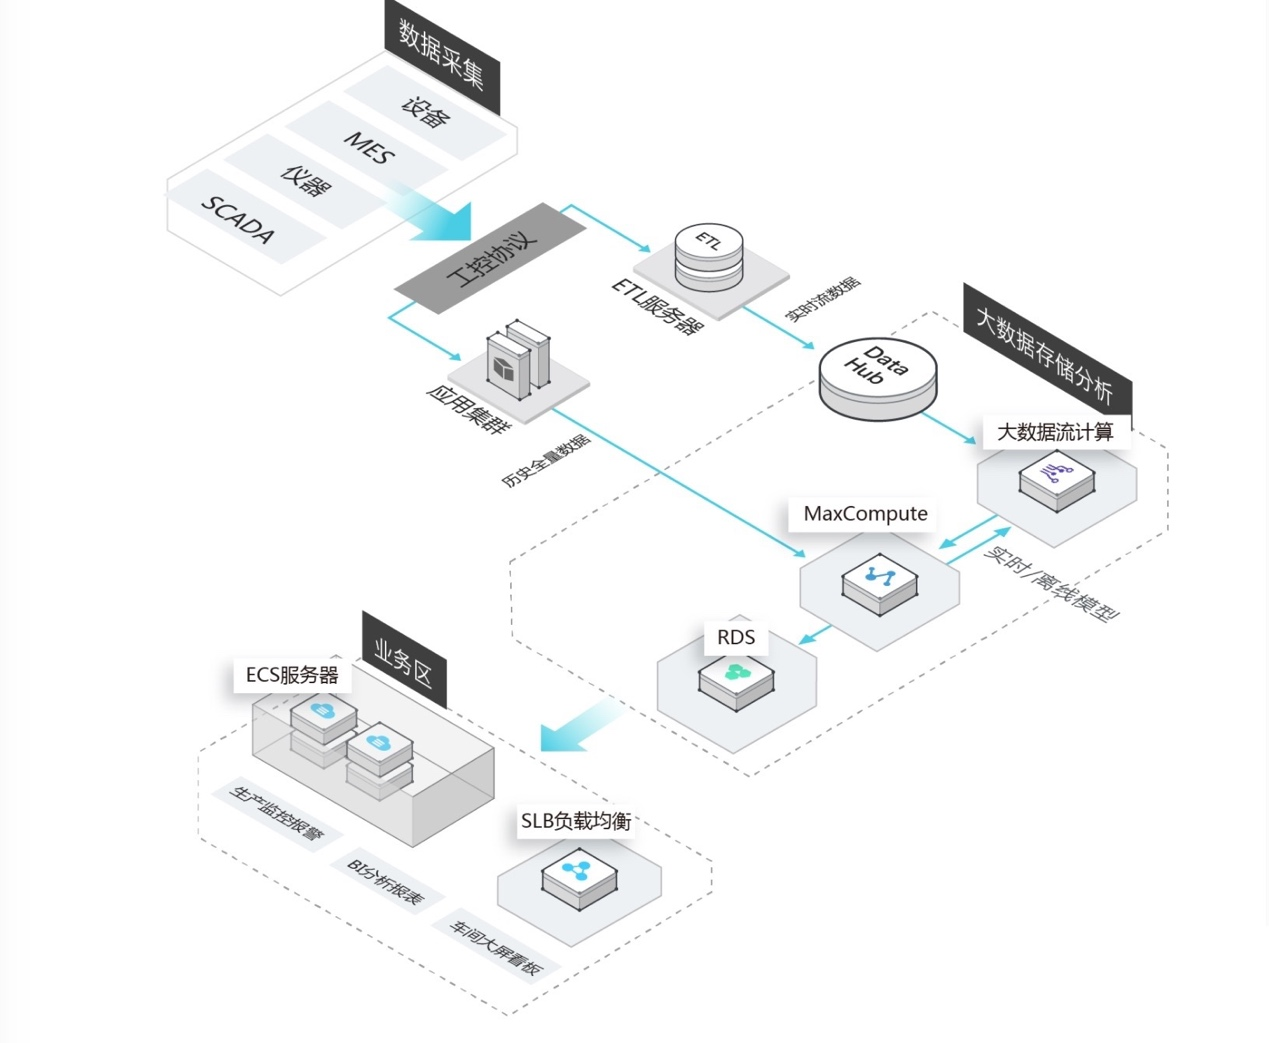 数据采集
设备
MES
仪器
SCADA
工控协议
ETL
ETL服务器
实时流数据
应用集群
历史全量数据
大数据存储分析
Data
Hub
大数据流计算
MaxCompute
实时/离线模型
RDS
业务区
ECS服务器
生产监控报警
BI分析报表
车间大屏看板
SLB负载均衡